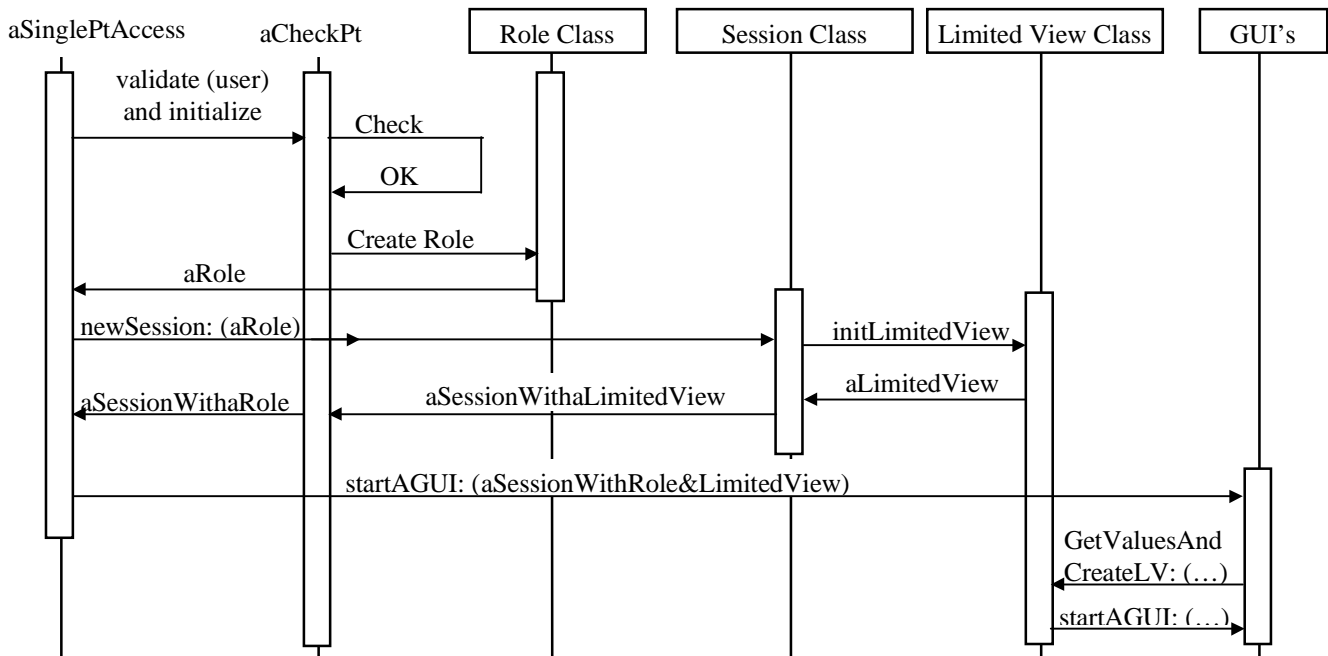 aSinglePtAccess
aCheckPt
Role Class
Session Class
Limited View Class
GUI's
validate (user)
and initialize
Check
OK
Create Role
aRole
newSession: (aRole)
initLimitedView
aLimitedView
aSessionWithaRole
aSessionWithaLimitedView
startAGUI: (aSessionWithRole&LimitedView)
GetValuesAnd
CreateLV: (…)
startAGUI: (…)